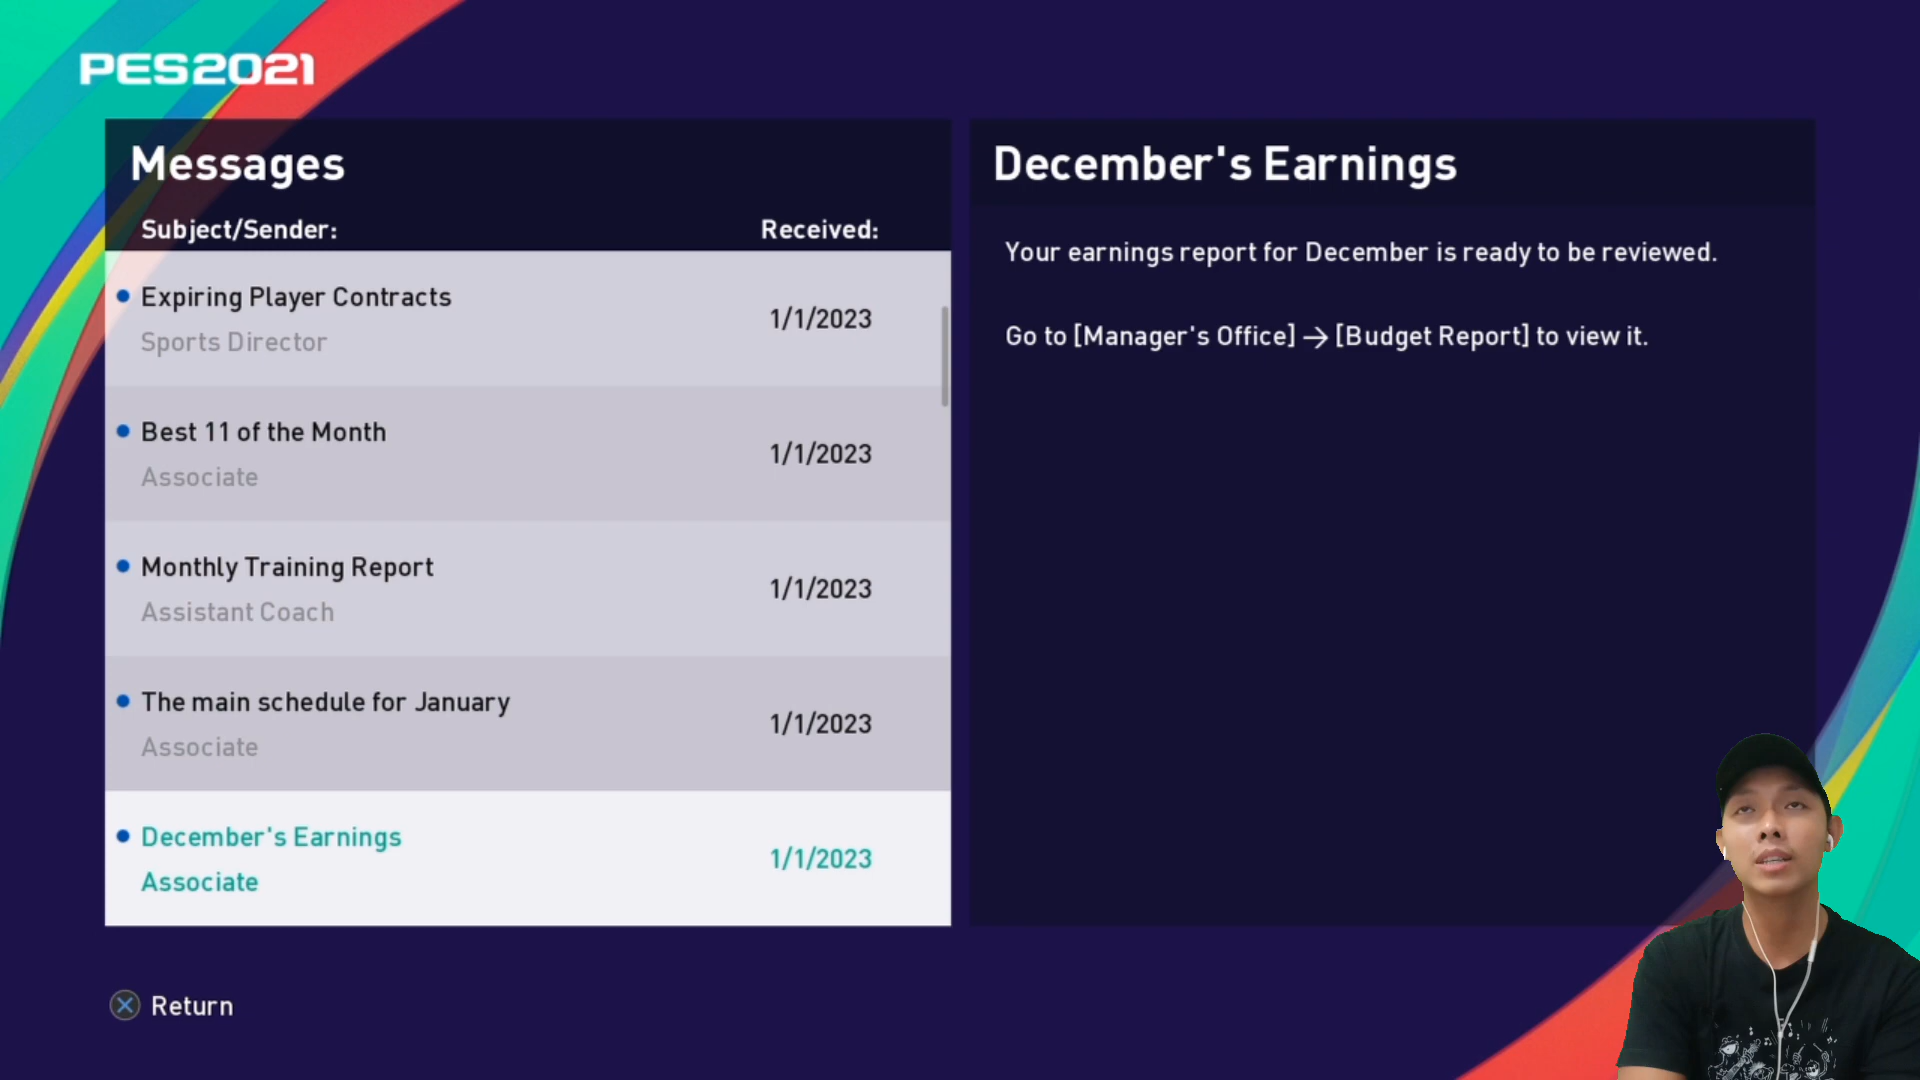 PES2021
Messages
Subject/Sender:
Received:
Expiring Player Contracts
Sports Director
1/1/2023
Best 11 of the Month
Associate
1/1/2023
Monthly Training Report
Assistant Coach
1/1/2023
The main schedule for January
Associate
1/1/2023
December's Earnings
Associate
1/1/2023
December's Earnings
Your earnings report for December is ready to be reviewed.
Go to [Manager's Office] → [Budget Report] to view it.
Return